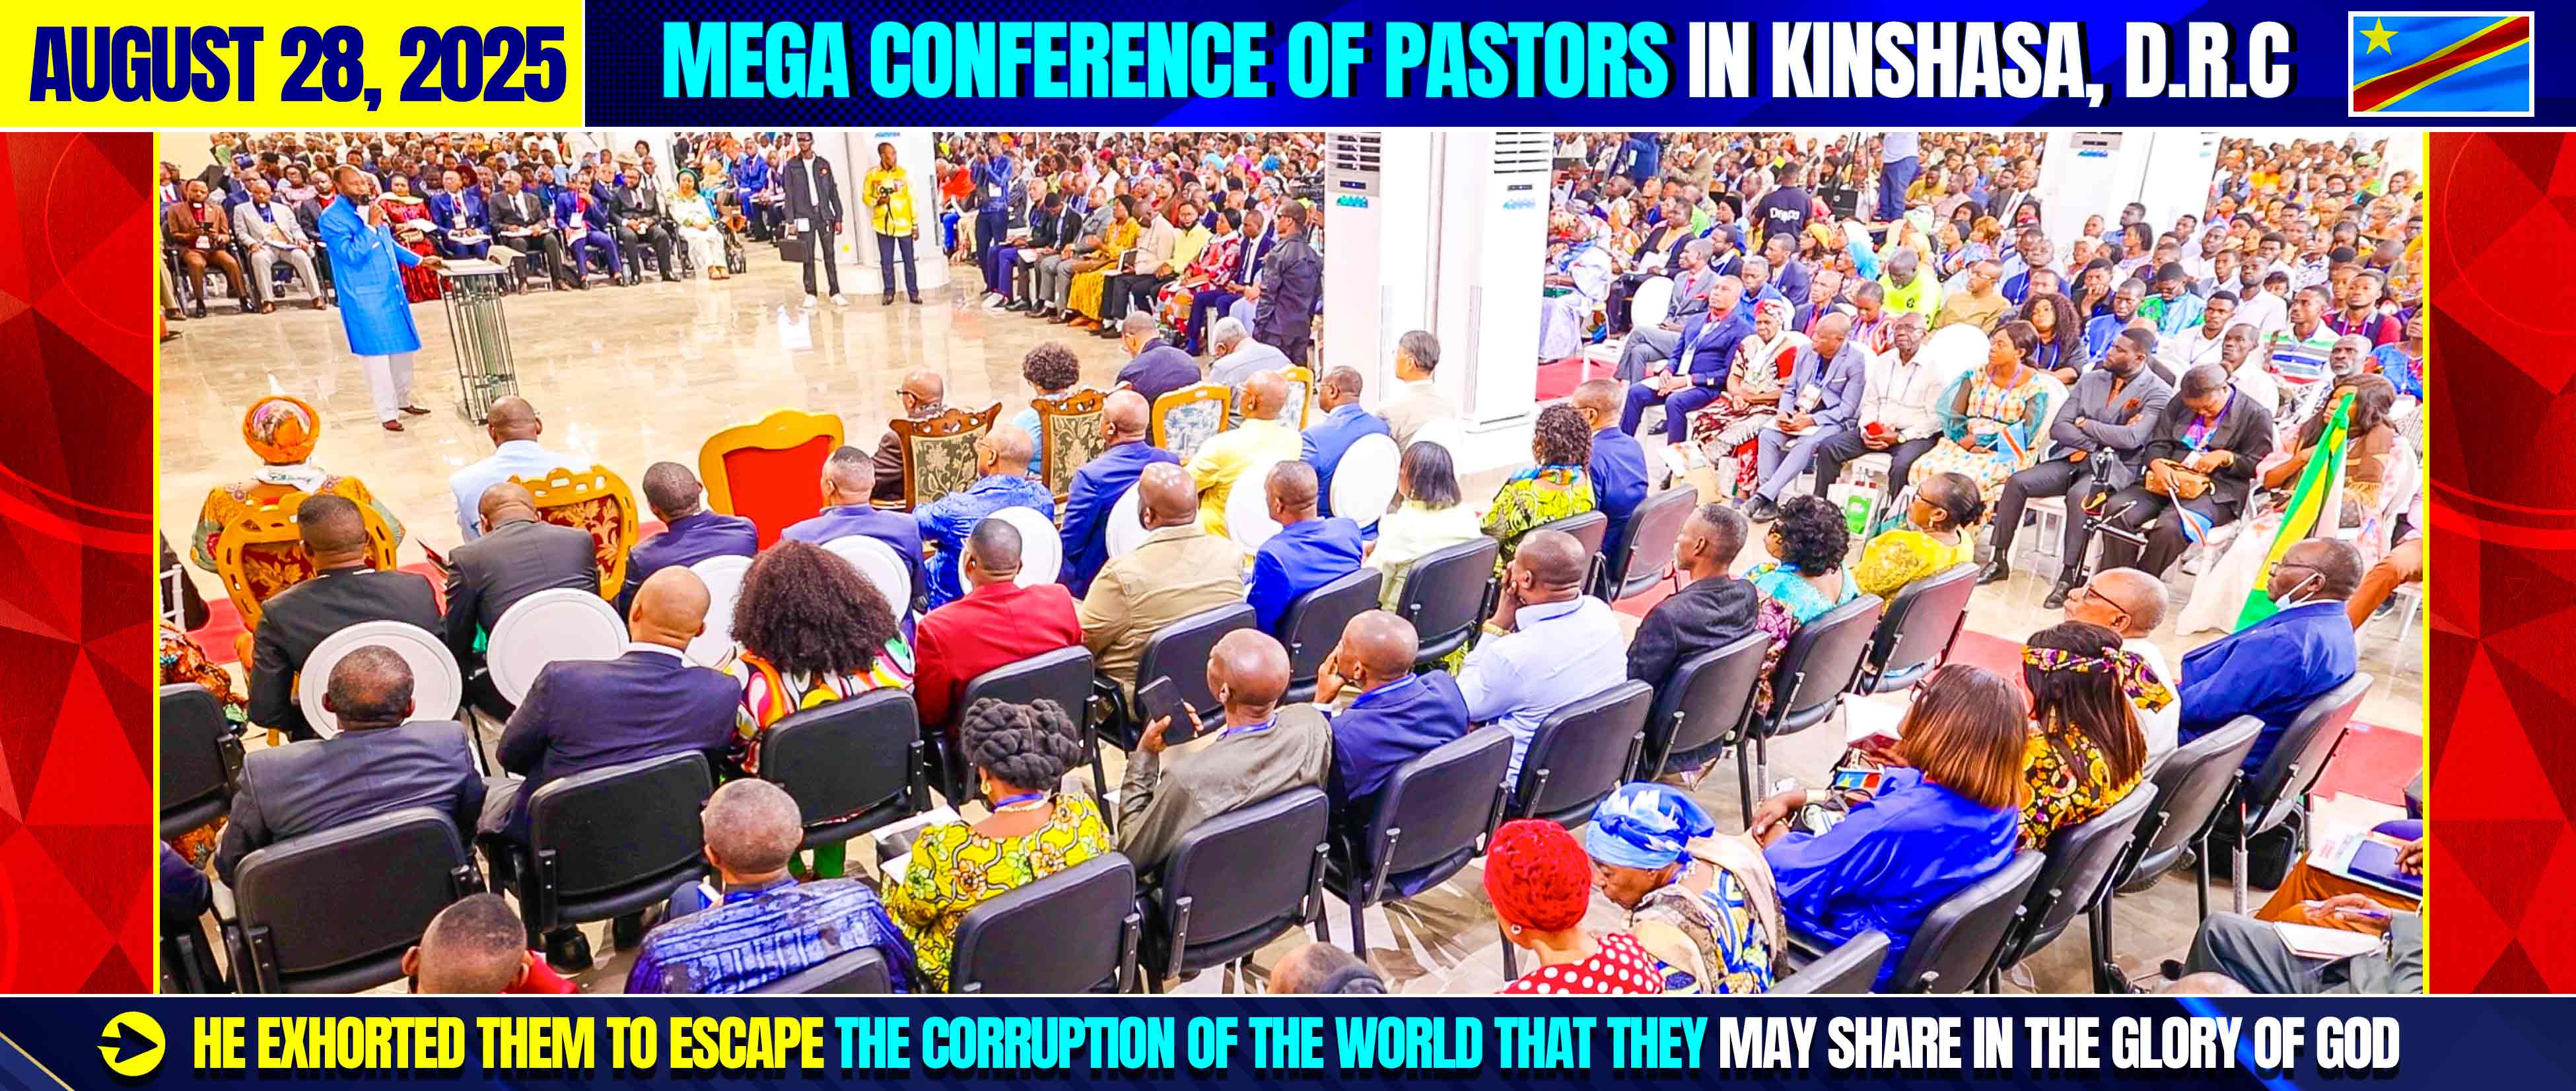 AUGUST 28, 2025
MEGA CONFERENCE OF PASTORS IN KINSHASA, D.R.C
Drops
HE EXHORTED THEM TO ESCAPE THE CORRUPTION OF THE WORLD THAT THEY MAY SHARE IN THE GLORY OF GOD